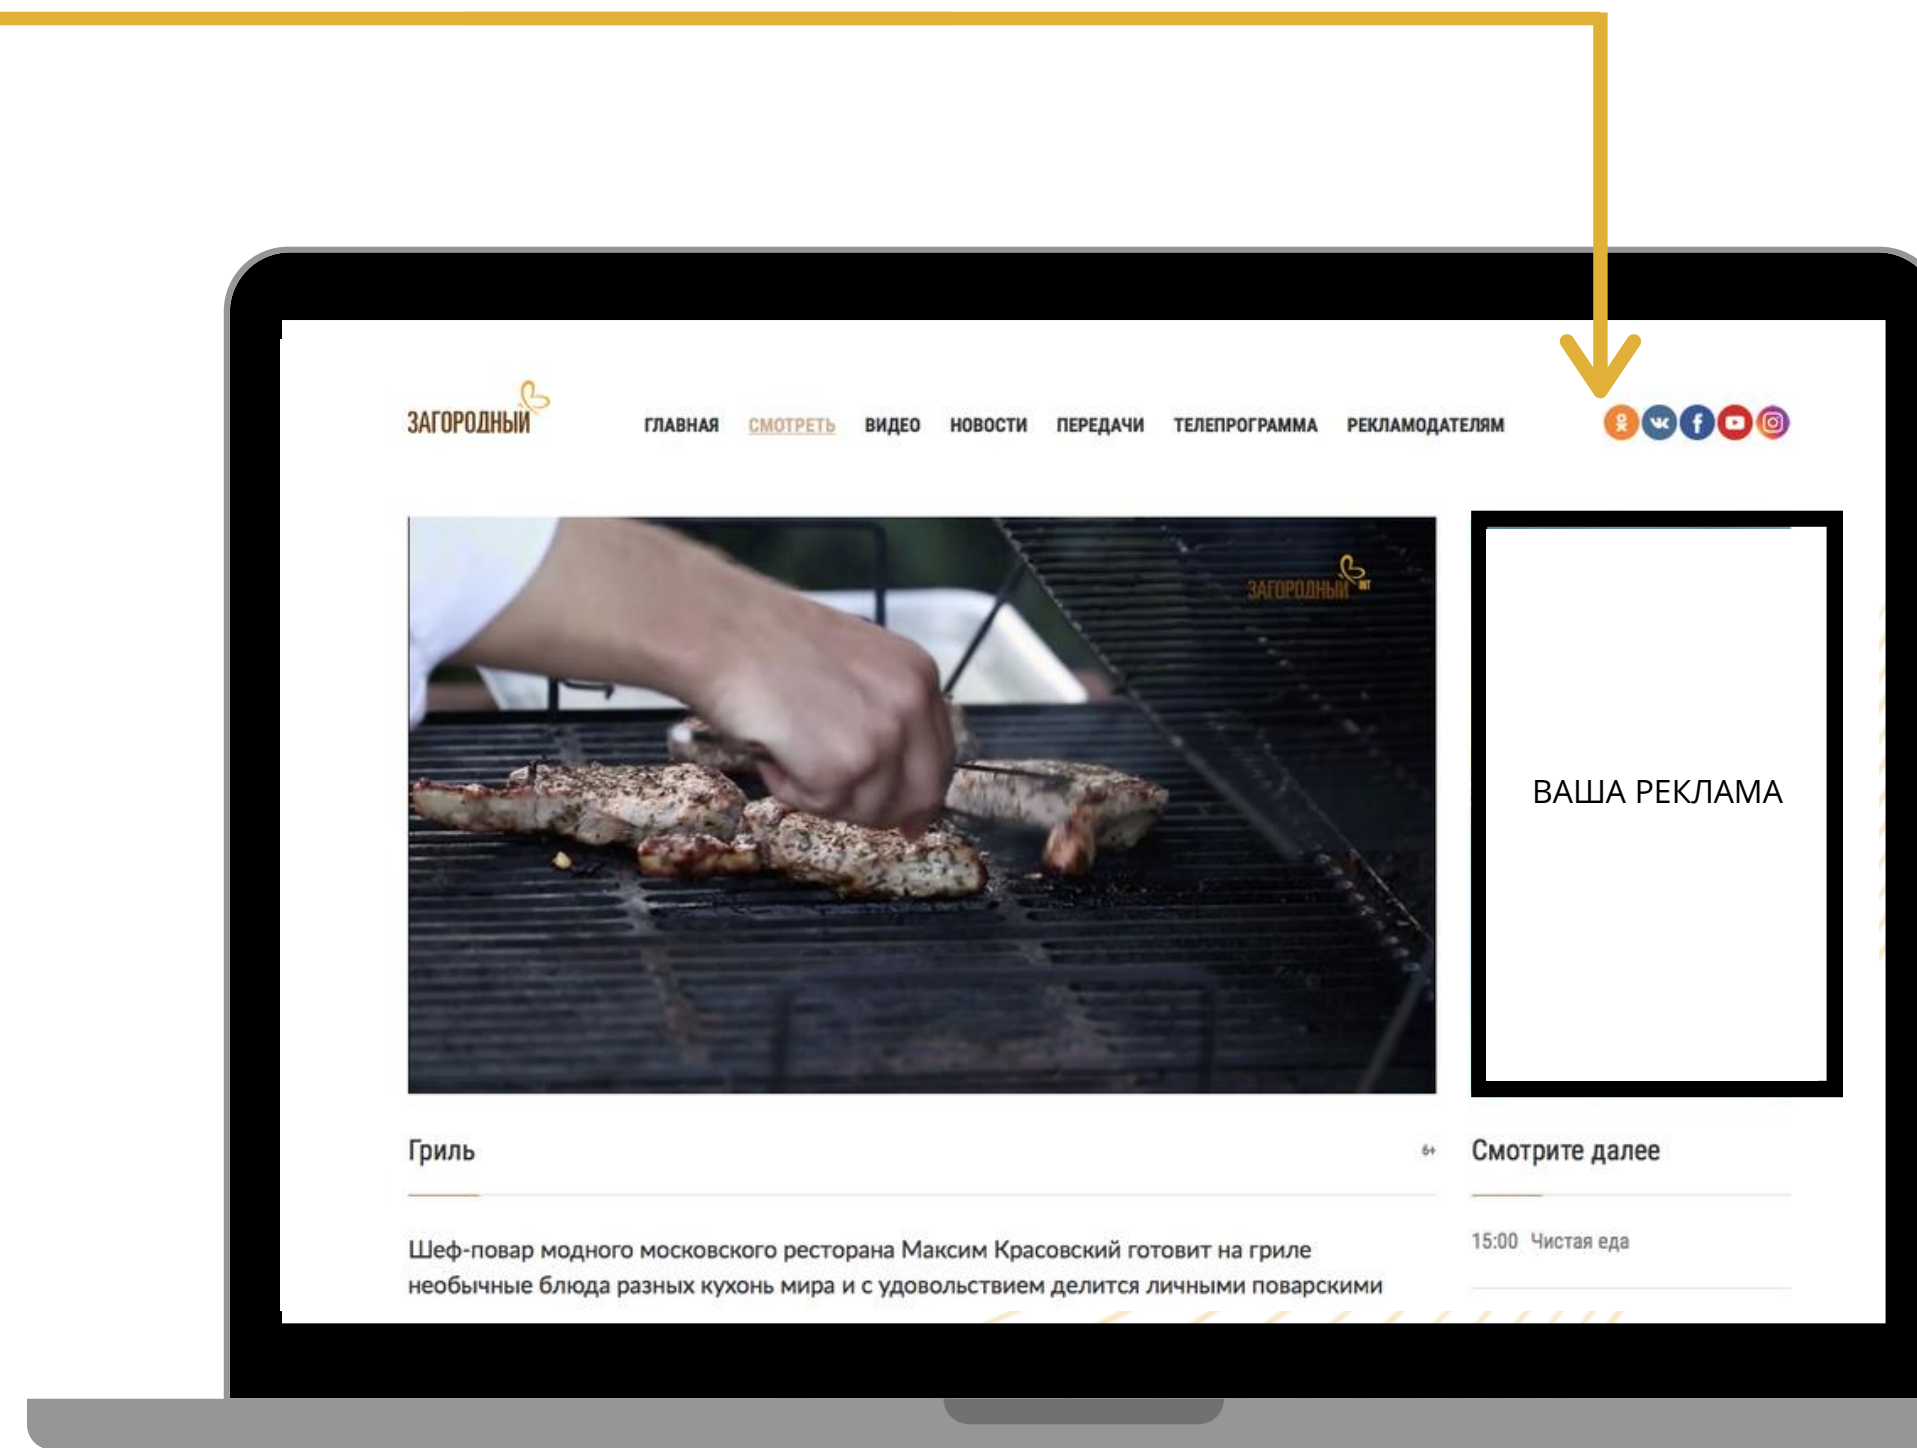 ЗАГОРОДНЫЙ
ГЛАВНАЯ СМОТРЕТЬ ВИДЕО НОВОСТИ ПЕРЕДАЧИ ТЕЛЕПРОГРАММА РЕКЛАМОДАТЕЛЯМ
ЗАГОРОДНЫЙ
ВАША РЕКЛАМА
Гриль 6+
Смотрите далее
Шеф-повар модного московского ресторана Максим Красовский готовит на гриле
необычные блюда разных кухонь мира и с удовольствием делится личными поварскими
15:00 Чистая еда